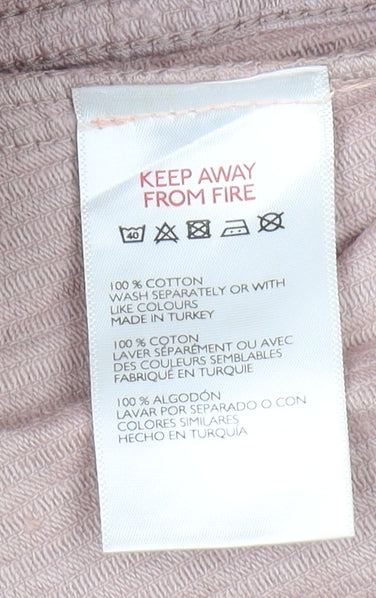 KEEP AWAY
FROM FIRE
40
100 % COTTON
WASH SEPARATELY OR WITH
LIKE COLOURS
MADE IN TURKEY
100 % COTON
LAVER SÉPARÉMENT OU AVEC
DES COULEURS SEMBLABLES
FABRIQUÉ EN TURQUIE
100 % ALGODÓN
LAVAR POR SEPARADO O CON
COLORES SIMILARES
HECHO EN TURQUÍA